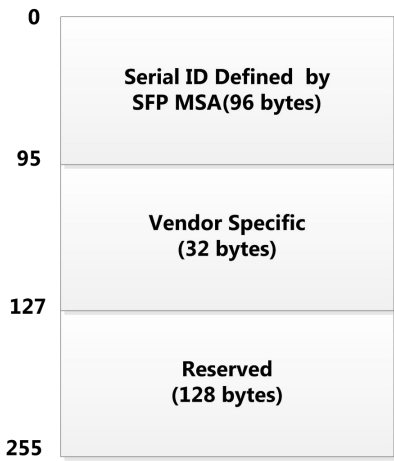 0
Serial ID Defined by
SFP MSA(96 bytes)
95
Vendor Specific
(32 bytes)
127
Reserved
(128 bytes)
255